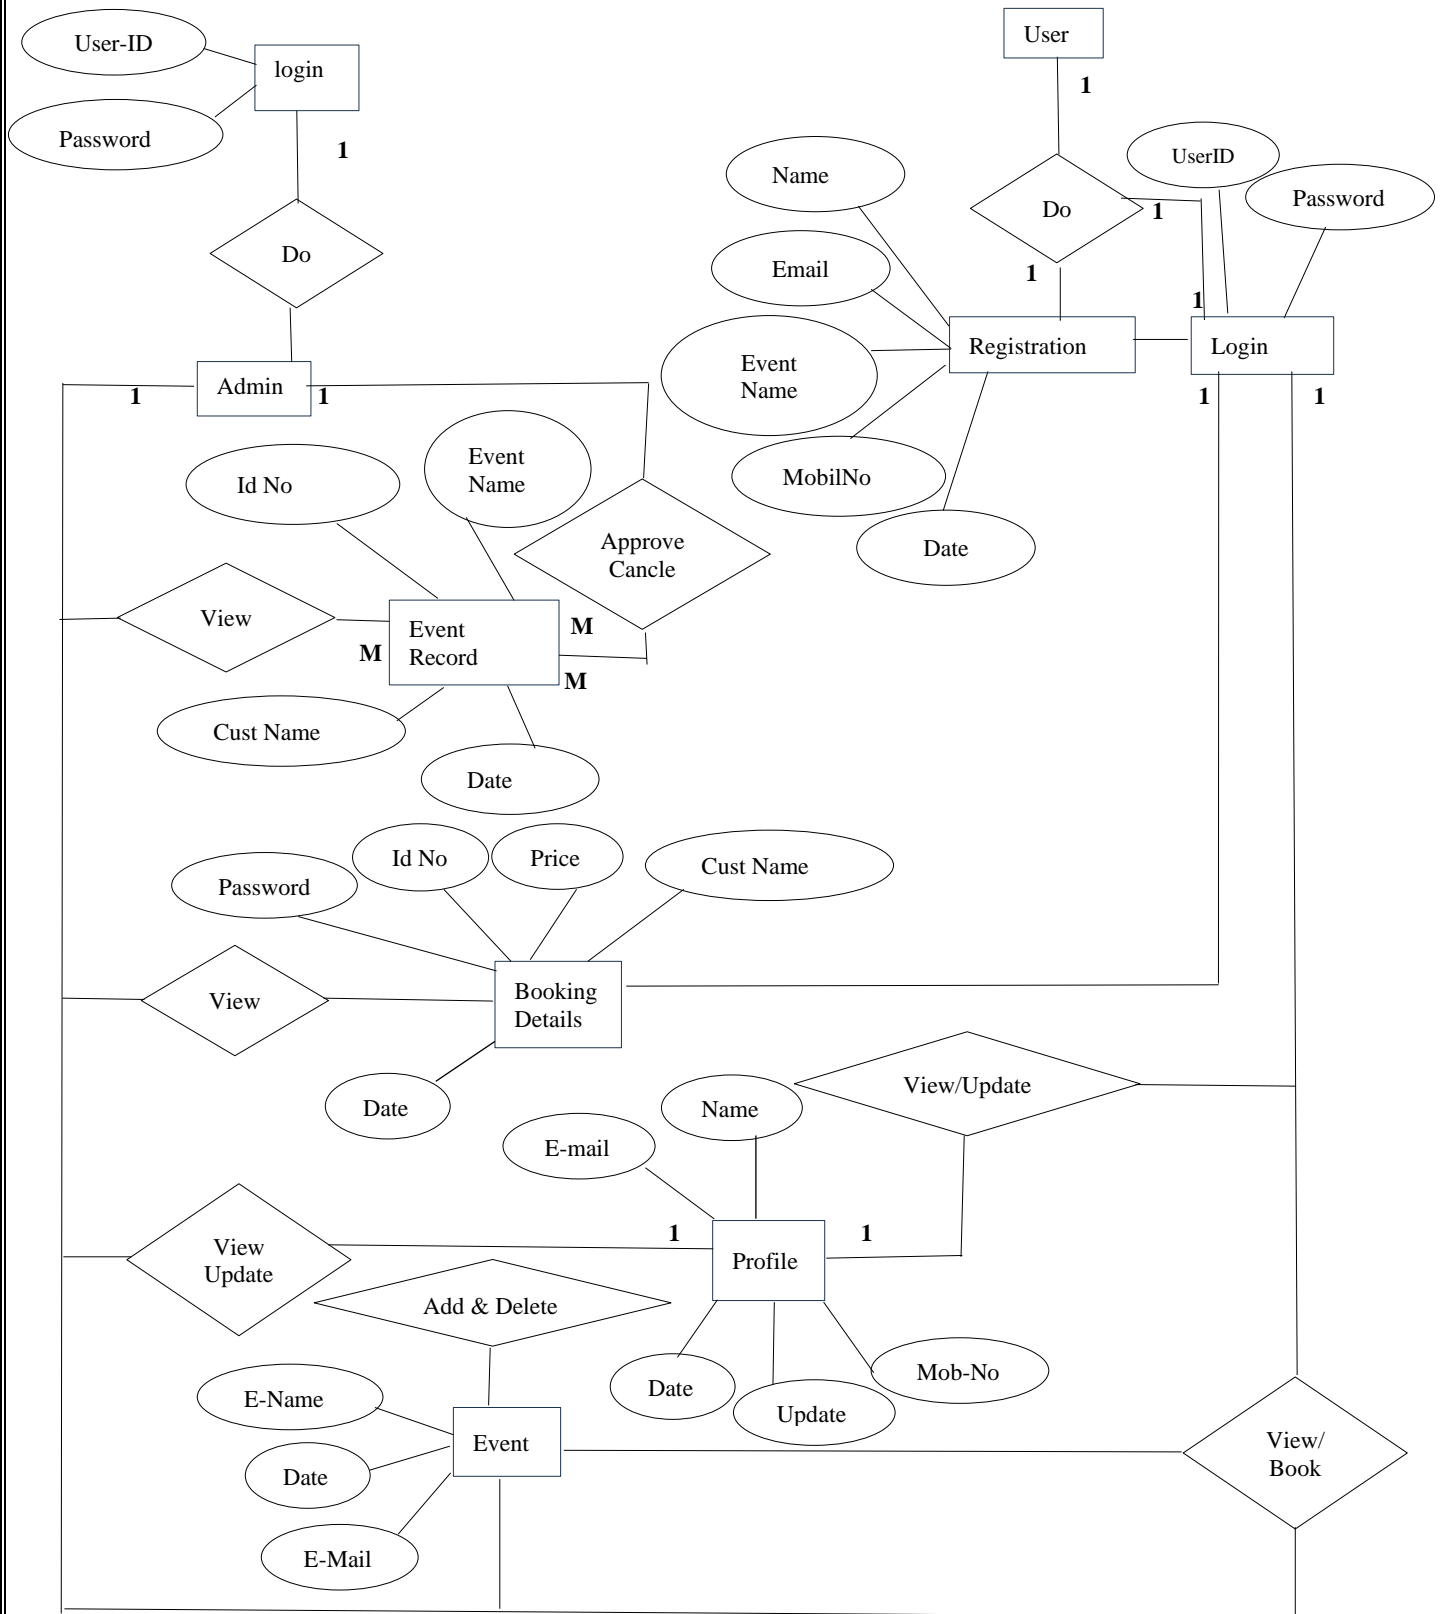 User-ID
login
User
1
Password
1
UserID
Name
Password
Do
1
Do
Email
1
1
Registration
Login
Event
Name
Admin
1
1
1
1
Event
Name
Id No
MobilNo
Approve
Cancle
Date
View
Event
Record
M
M
M
Cust Name
Date
Id No
Price
Cust Name
Password
Booking
Details
View
View/Update
Date
Name
E-mail
1
1
View
Update
Profile
Add & Delete
Mob-No
Date
E-Name
Update
Event
View/
Book
Date
E-Mail